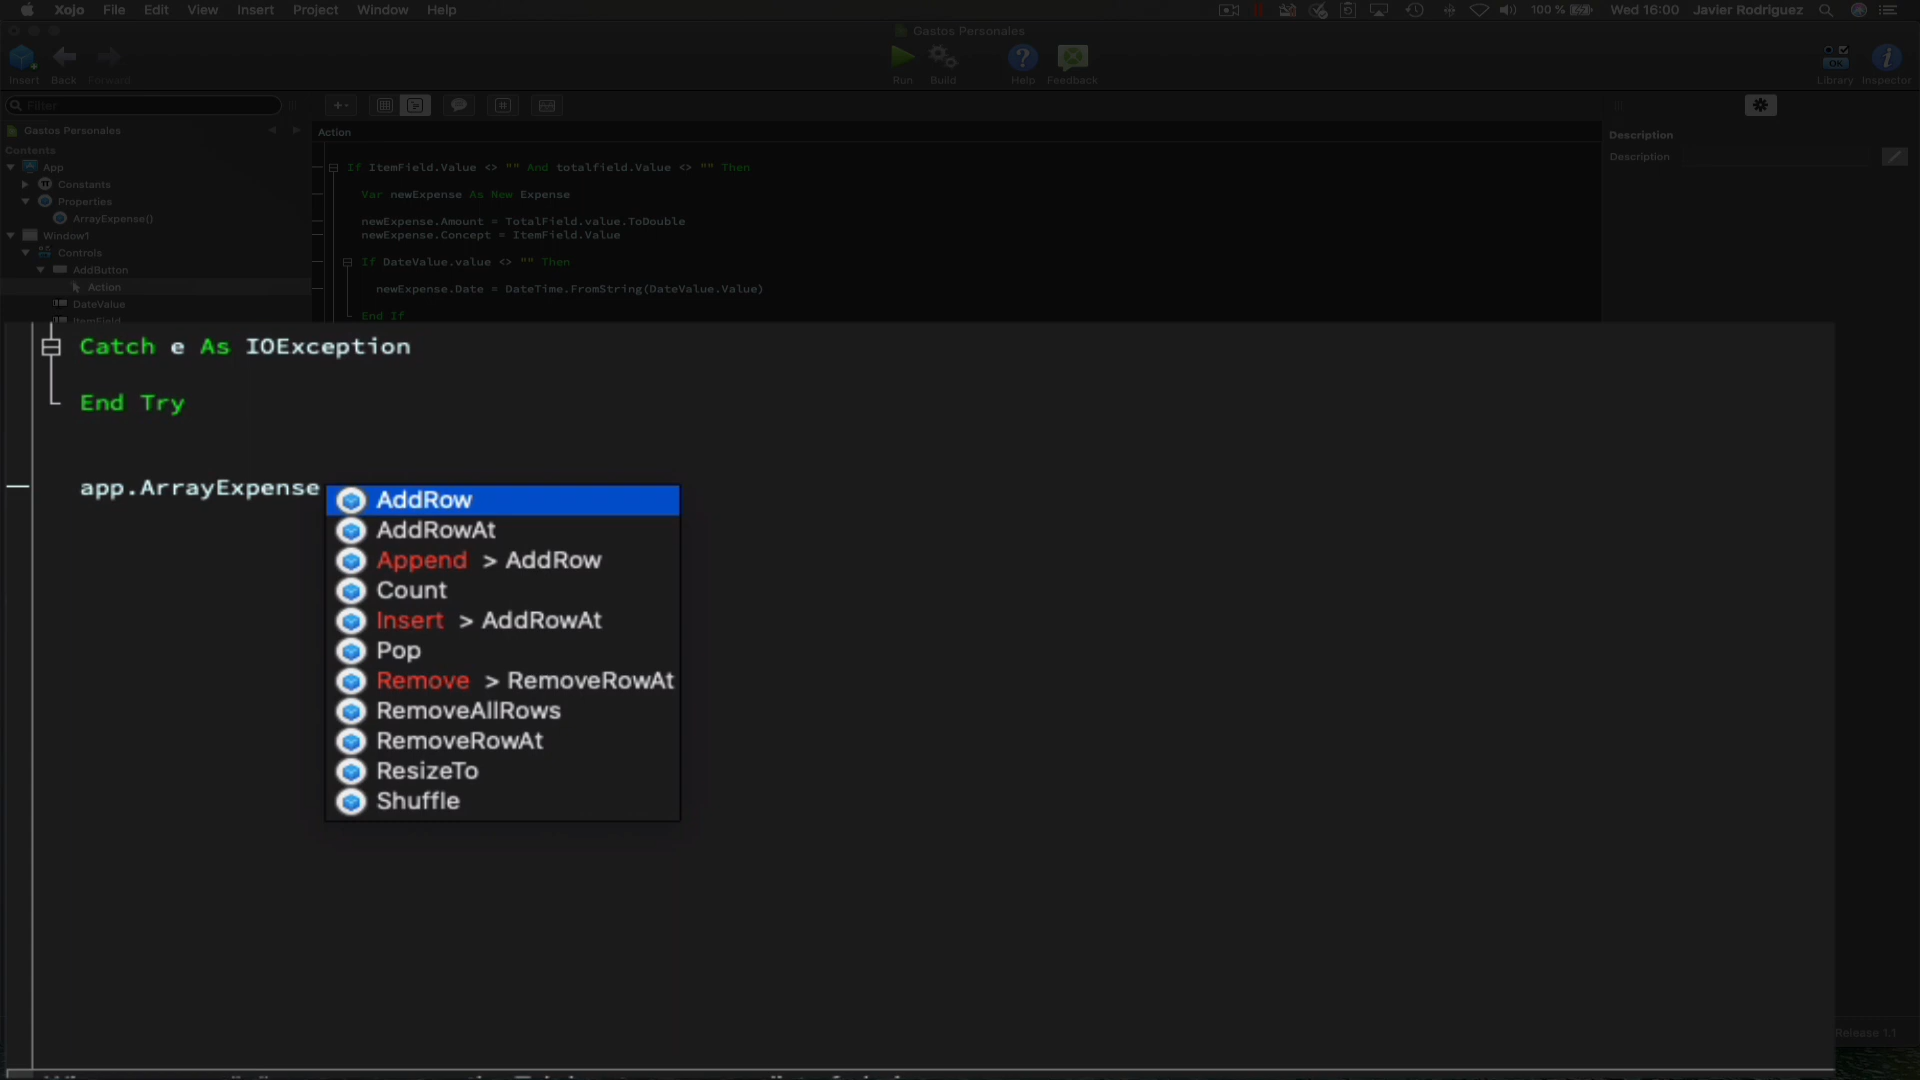 Xojo File Edit View Insert Project Window Help 100 % Wed 16:00 Javier Rodriguez
Gastos Personales
Insert Back Forward Run Build Help Feedback Library Inspector
OK
Filter
Gastos Personales
Contents
App
Constants
Properties
ArrayExpense()
Window1
Controls
AddButton
Action
DateValue
ItemField
Action
If ItemField.Value <> "" And totalfield.Value <> "" Then
Var newExpense As New Expense
newExpense.Amount = TotalField.value.ToDouble
newExpense.Concept = ItemField.Value
If DateValue.value <> "" Then
newExpense.Date = DateTime.FromString(DateValue.Value)
End If
Description
Description
Catch e As IOException
End Try
app.ArrayExpense
AddRow
AddRowAt
Append > AddRow
Count
Insert > AddRowAt
Pop
Remove > RemoveRowAt
RemoveAllRows
RemoveRowAt
ResizeTo
Shuffle
Release 1.1